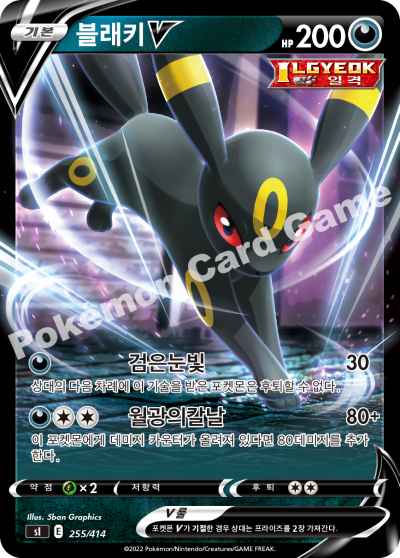 기본 블래키 V HP 200
ILGYEOK
일격
Pokémon Card Game
검은눈빛 30
상대의 다음 차례에 이 기술을 받은 포켓몬은 후퇴할 수 없다.
월광의칼날 80+
이 포켓몬에게 데미지 카운터가 올려져 있다면 80데미지를 추가
한다.
약점 ×2 저항력 후퇴
Illus. 5ban Graphics
V룰
sI E 255/414
포켓몬 V가 기절한 경우 상대는 프라이즈를 2장 가져간다.
©2022 Pokémon/Nintendo/Creatures/GAME FREAK.